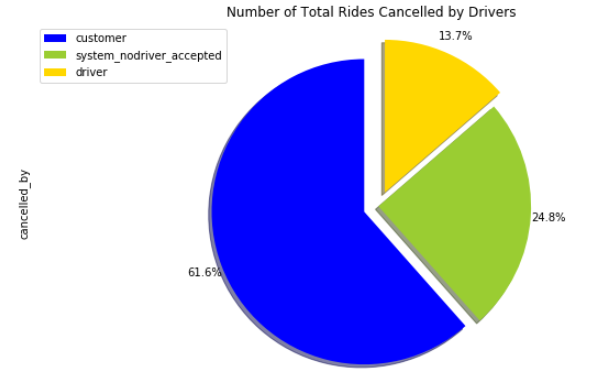 Number of Total Rides Cancelled by Drivers
customer
system_nodriver_accepted
driver
13.7%
24.8%
61.6%
cancelled_by